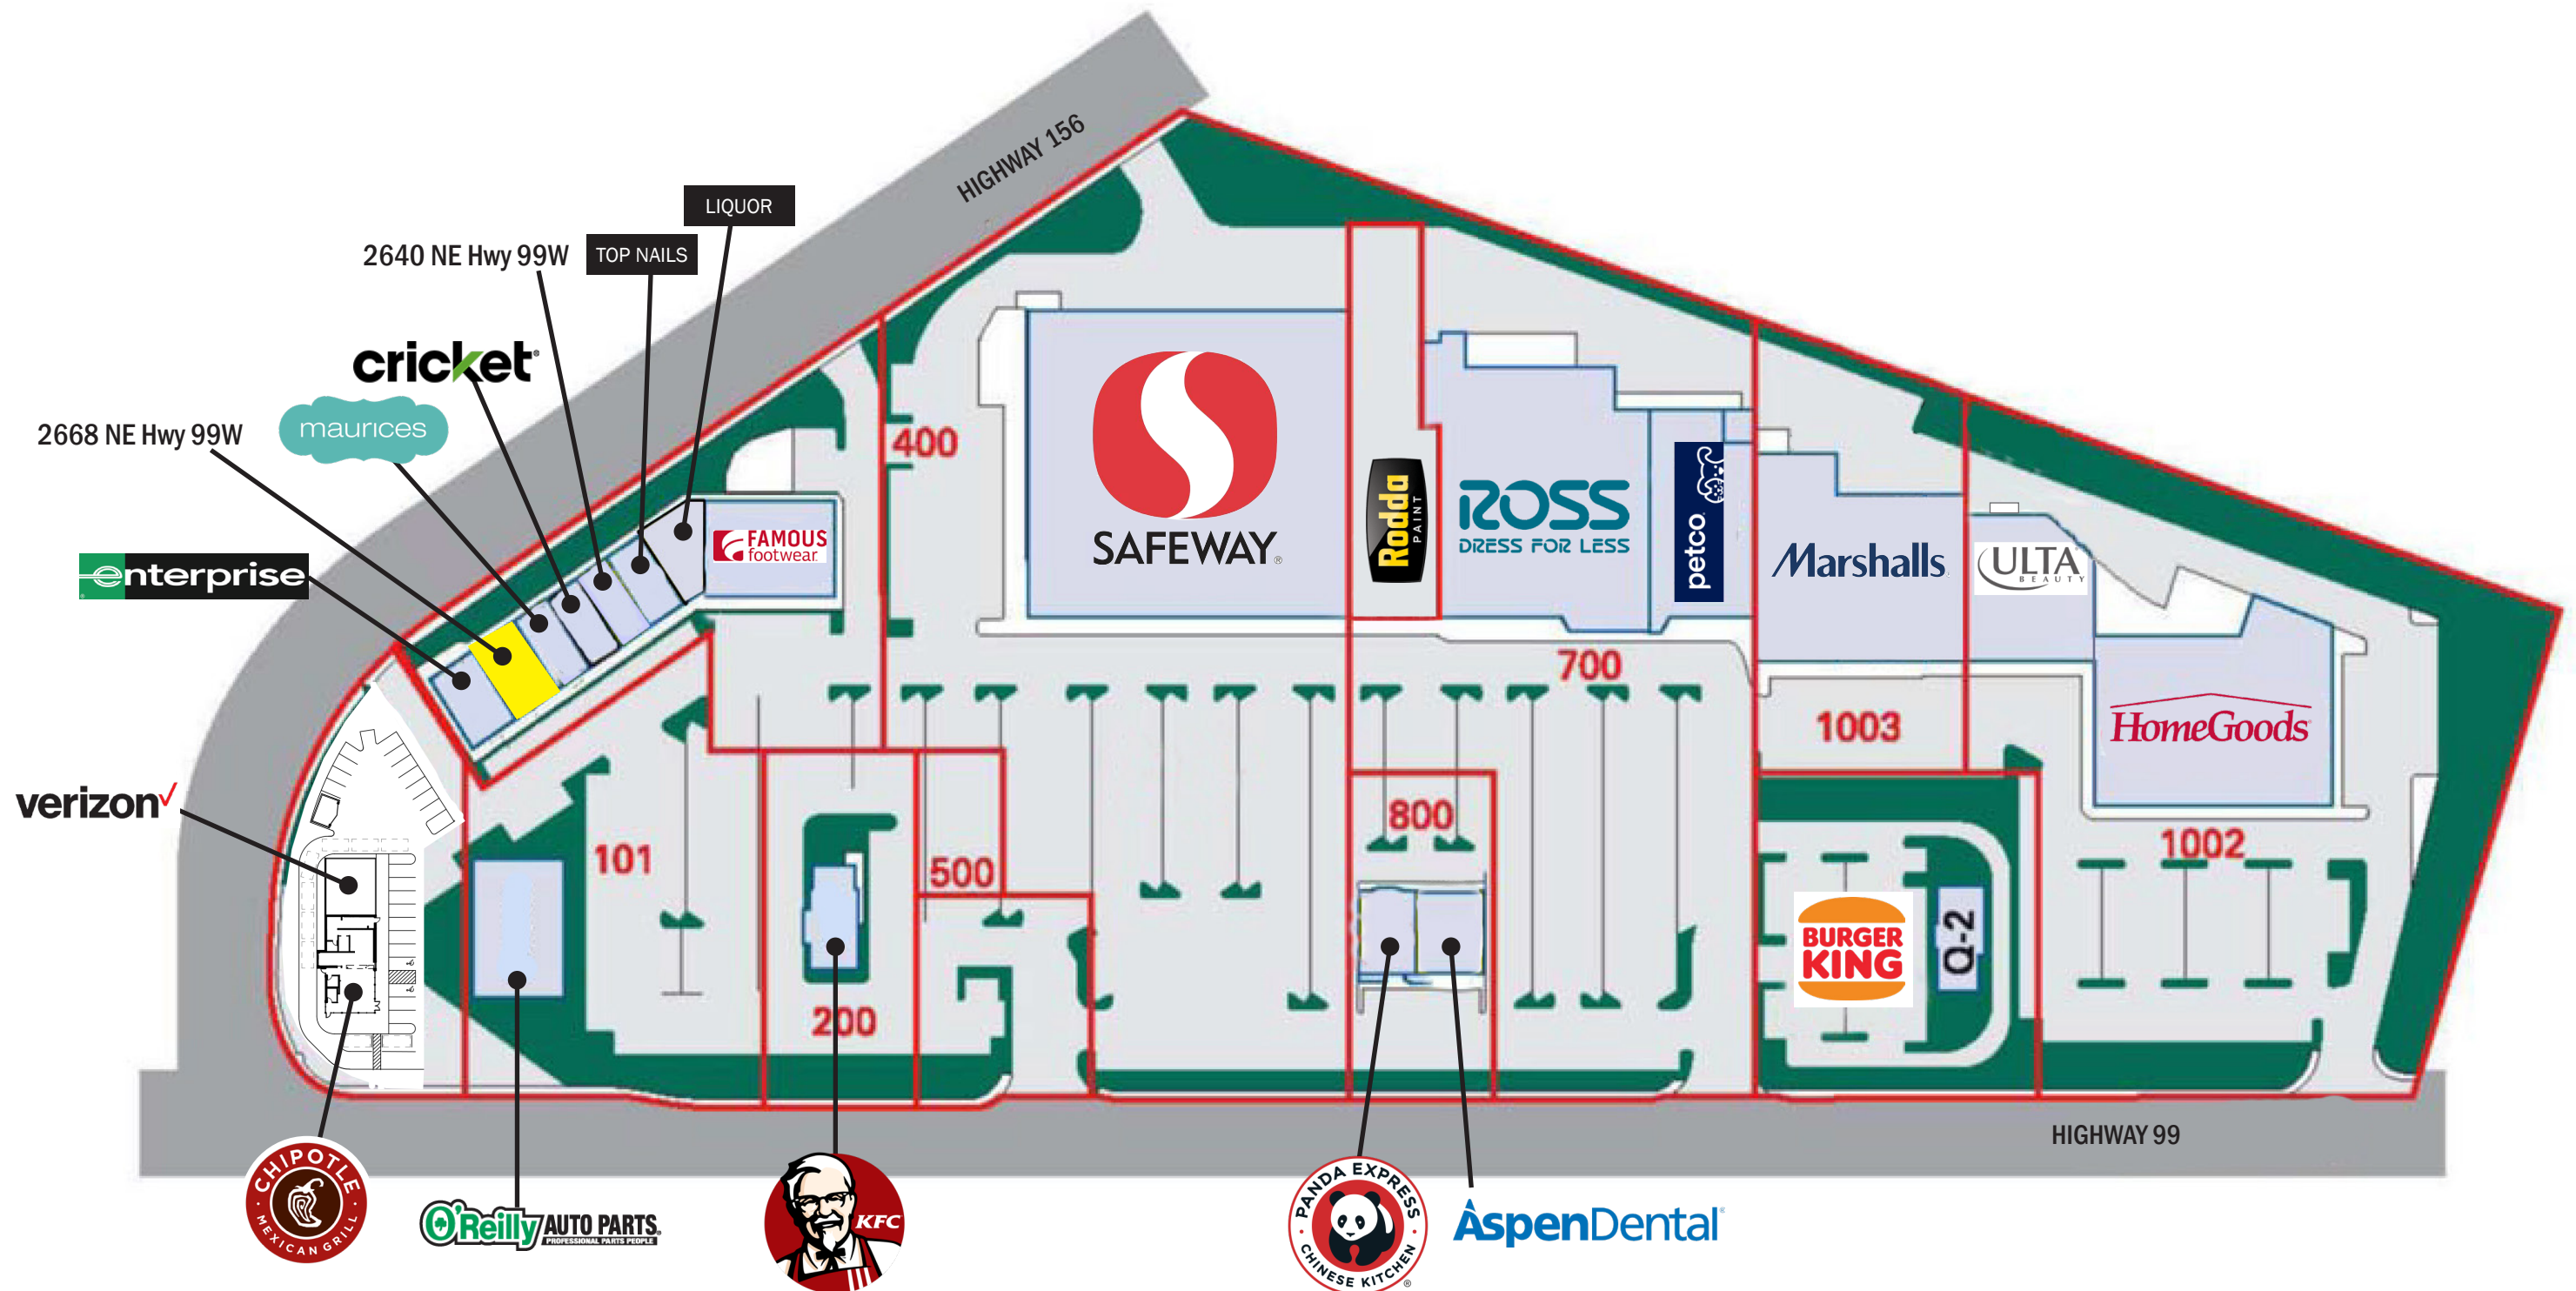 HIGHWAY 156
LIQUOR
2640 NE Hwy 99W
TOP NAILS
cricket
maurices
2668 NE Hwy 99W
enterprise
verizon
FAMOUS
footwear
400
SAFEWAY
Rodda
PAINT
ROSS
DRESS FOR LESS
petco
Marshalls
ULTA
BEAUTY
HomeGoods
700
1003
800
1002
101
500
200
BURGER
KING
Q-2
HIGHWAY 99
CHIPOTLE
MEXICAN GRILL
O'Reilly AUTO PARTS
PROFESSIONAL PARTS PEOPLE
KFC
PANDA EXPRESS
CHINESE KITCHEN
AspenDental